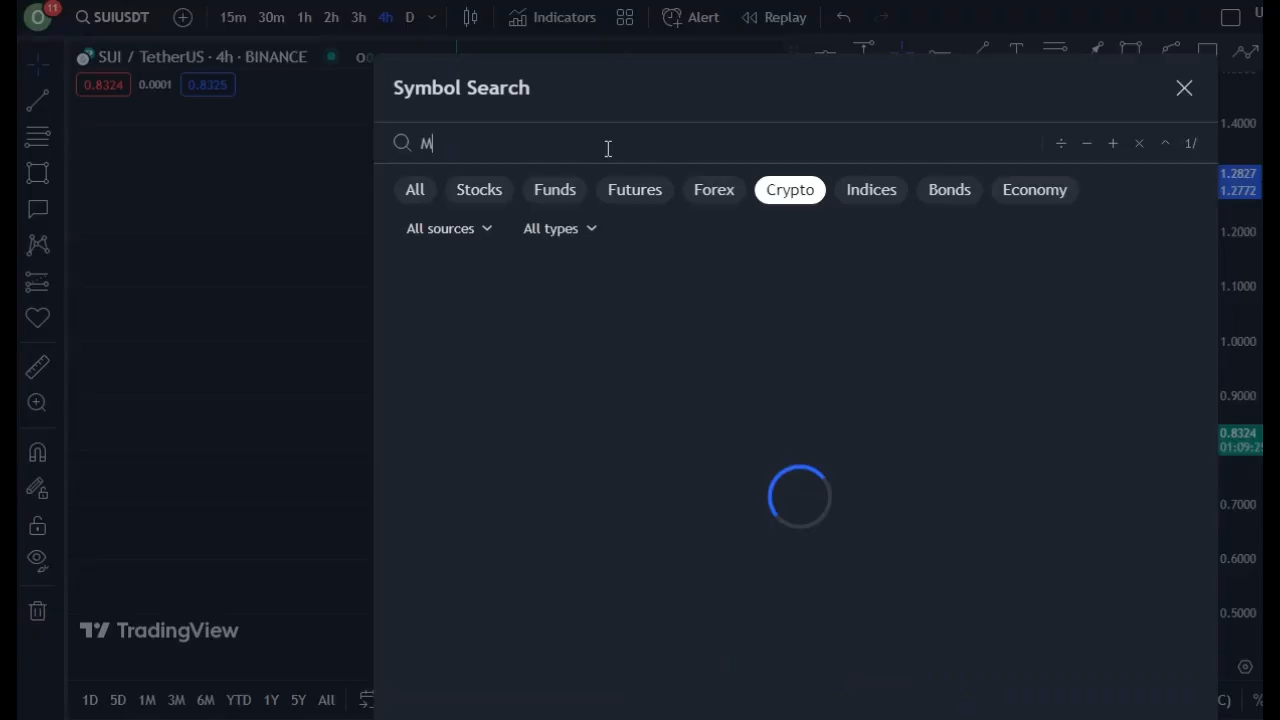 O 11 SUIUSDT 15m 30m 1h 2h 3h 4h D Indicators Alert Replay
SUI / TetherUS · 4h · BINANCE
0.8324 0.0001 0.8325
Symbol Search
M
÷ − + × ^ 1/
All Stocks Funds Futures Forex Crypto Indices Bonds Economy
All sources All types
1.4000
1.2827
1.2772
1.2000
1.1000
1.0000
0.9000
0.8324
0.7000
0.6000
0.5000
TradingView
1D 5D 1M 3M 6M YTD 1Y 5Y All
%